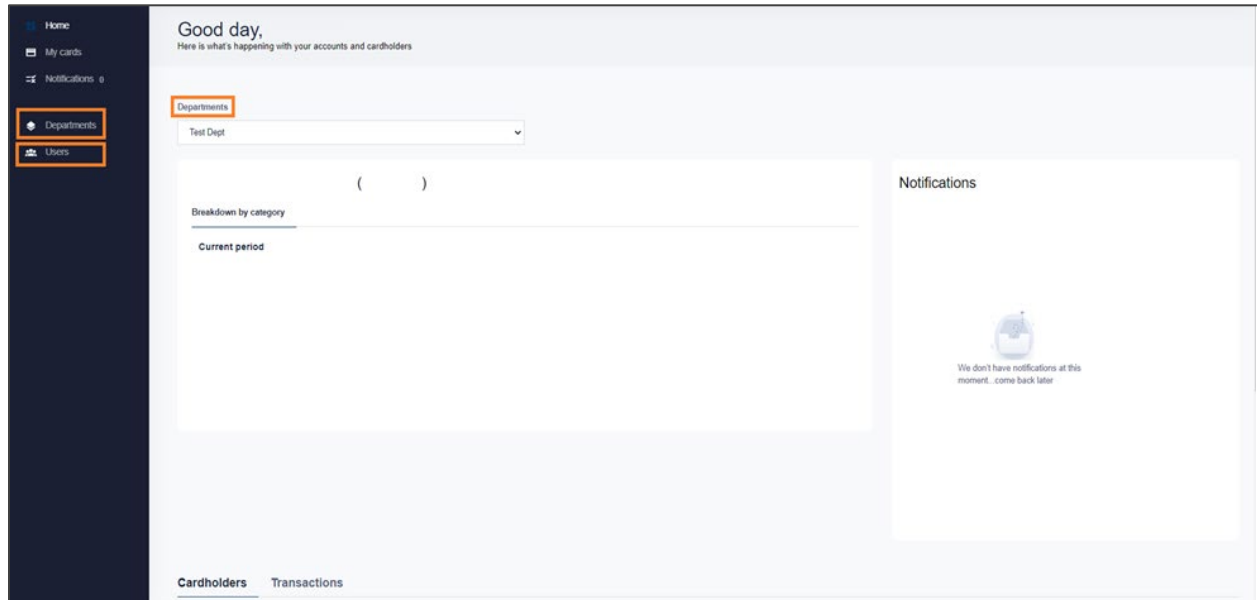 Home
My cards
Notifications 0
Departments
Users
Good day,
Here is what's happening with your accounts and cardholders
Departments
Test Dept
( )
Breakdown by category
Current period
Notifications
We don't have notifications at this
moment...come back later
Cardholders Transactions